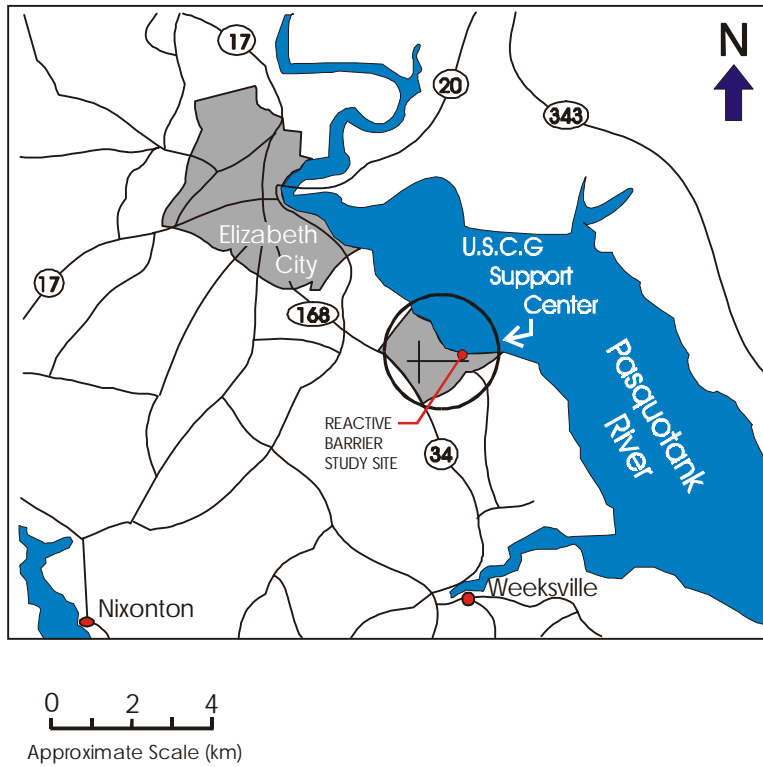 17
N
20
343
Elizabeth
City
U.S.C.G
Support
Center
17
168
Pasquotank
River
REACTIVE
BARRIER
STUDY SITE
34
Weeksville
Nixonton
0 2 4
Approximate Scale (km)